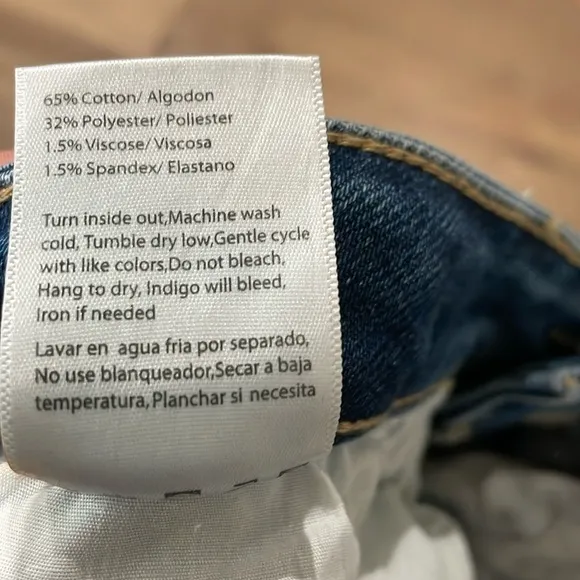 65% Cotton/ Algodon
32% Polyester/ Poliester
1.5% Viscose/ Viscosa
1.5% Spandex/ Elastano
Turn inside out,Machine wash
cold, Tumble dry low,Gentle cycle
with like colors,Do not bleach,
Hang to dry, Indigo will bleed,
Iron if needed
Lavar en agua fria por separado,
No use blanqueador,Secar a baja
temperatura,Planchar si necesita